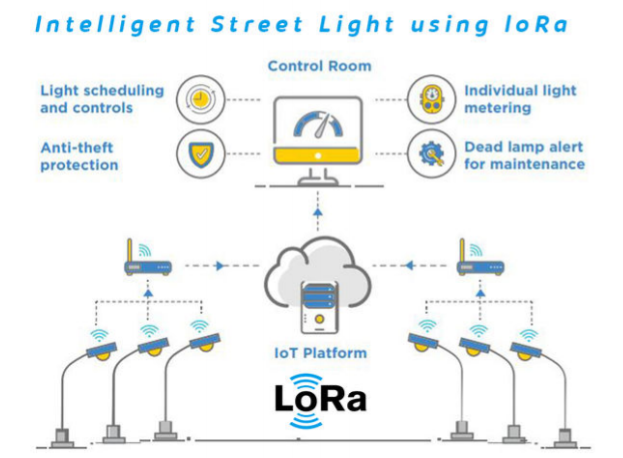 Intelligent Street Light using loRa
Control Room
Light scheduling
and controls
Individual light
metering
Anti-theft
protection
Dead lamp alert
for maintenance
IoT Platform
LoRa